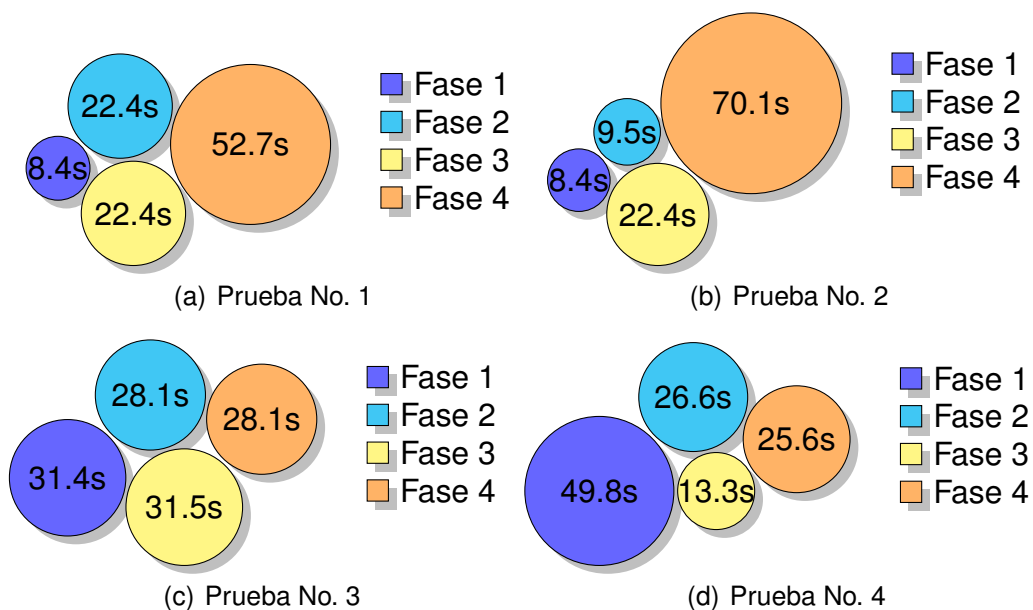 22.4s
52.7s
8.4s
22.4s
Fase 1
Fase 2
Fase 3
Fase 4
(a) Prueba No. 1
70.1s
9.5s
8.4s
22.4s
Fase 1
Fase 2
Fase 3
Fase 4
(b) Prueba No. 2
28.1s
28.1s
31.4s
31.5s
Fase 1
Fase 2
Fase 3
Fase 4
(c) Prueba No. 3
26.6s
25.6s
49.8s
13.3s
Fase 1
Fase 2
Fase 3
Fase 4
(d) Prueba No. 4